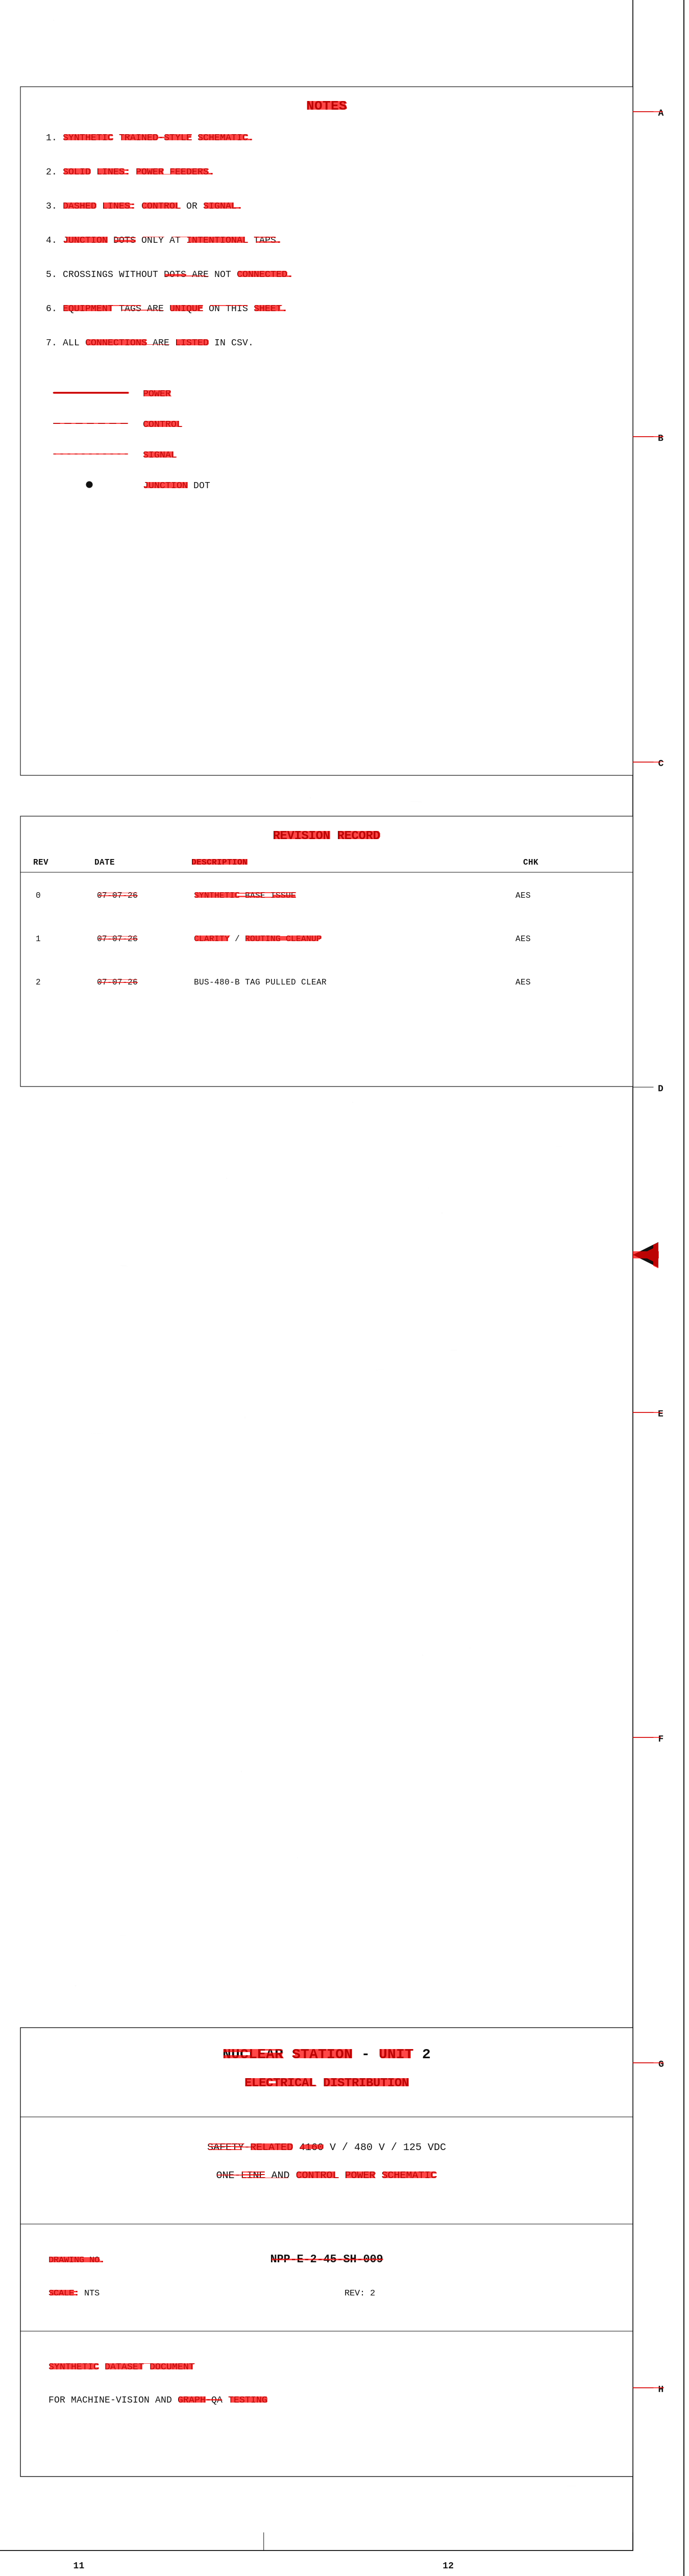 NOTES
A
1. SYNTHETIC TRAINED-STYLE SCHEMATIC.
2. SOLID LINES: POWER FEEDERS.
3. DASHED LINES: CONTROL OR SIGNAL.
4. JUNCTION DOTS ONLY AT INTENTIONAL TAPS.
5. CROSSINGS WITHOUT DOTS ARE NOT CONNECTED.
6. EQUIPMENT TAGS ARE UNIQUE ON THIS SHEET.
7. ALL CONNECTIONS ARE LISTED IN CSV.
POWER
CONTROL
B
SIGNAL
JUNCTION DOT
C
REVISION RECORD
REV DATE DESCRIPTION CHK
0 07-07-26 SYNTHETIC BASE ISSUE AES
1 07-07-26 CLARITY / ROUTING CLEANUP AES
2 07-07-26 BUS-480-B TAG PULLED CLEAR AES
D
E
F
NUCLEAR STATION - UNIT 2
G
ELECTRICAL DISTRIBUTION
SAFETY-RELATED 4160 V / 480 V / 125 VDC
ONE-LINE AND CONTROL POWER SCHEMATIC
DRAWING NO. NPP-E-2-45-SH-009
SCALE: NTS REV: 2
SYNTHETIC DATASET DOCUMENT
H
FOR MACHINE-VISION AND GRAPH-QA TESTING
11 12